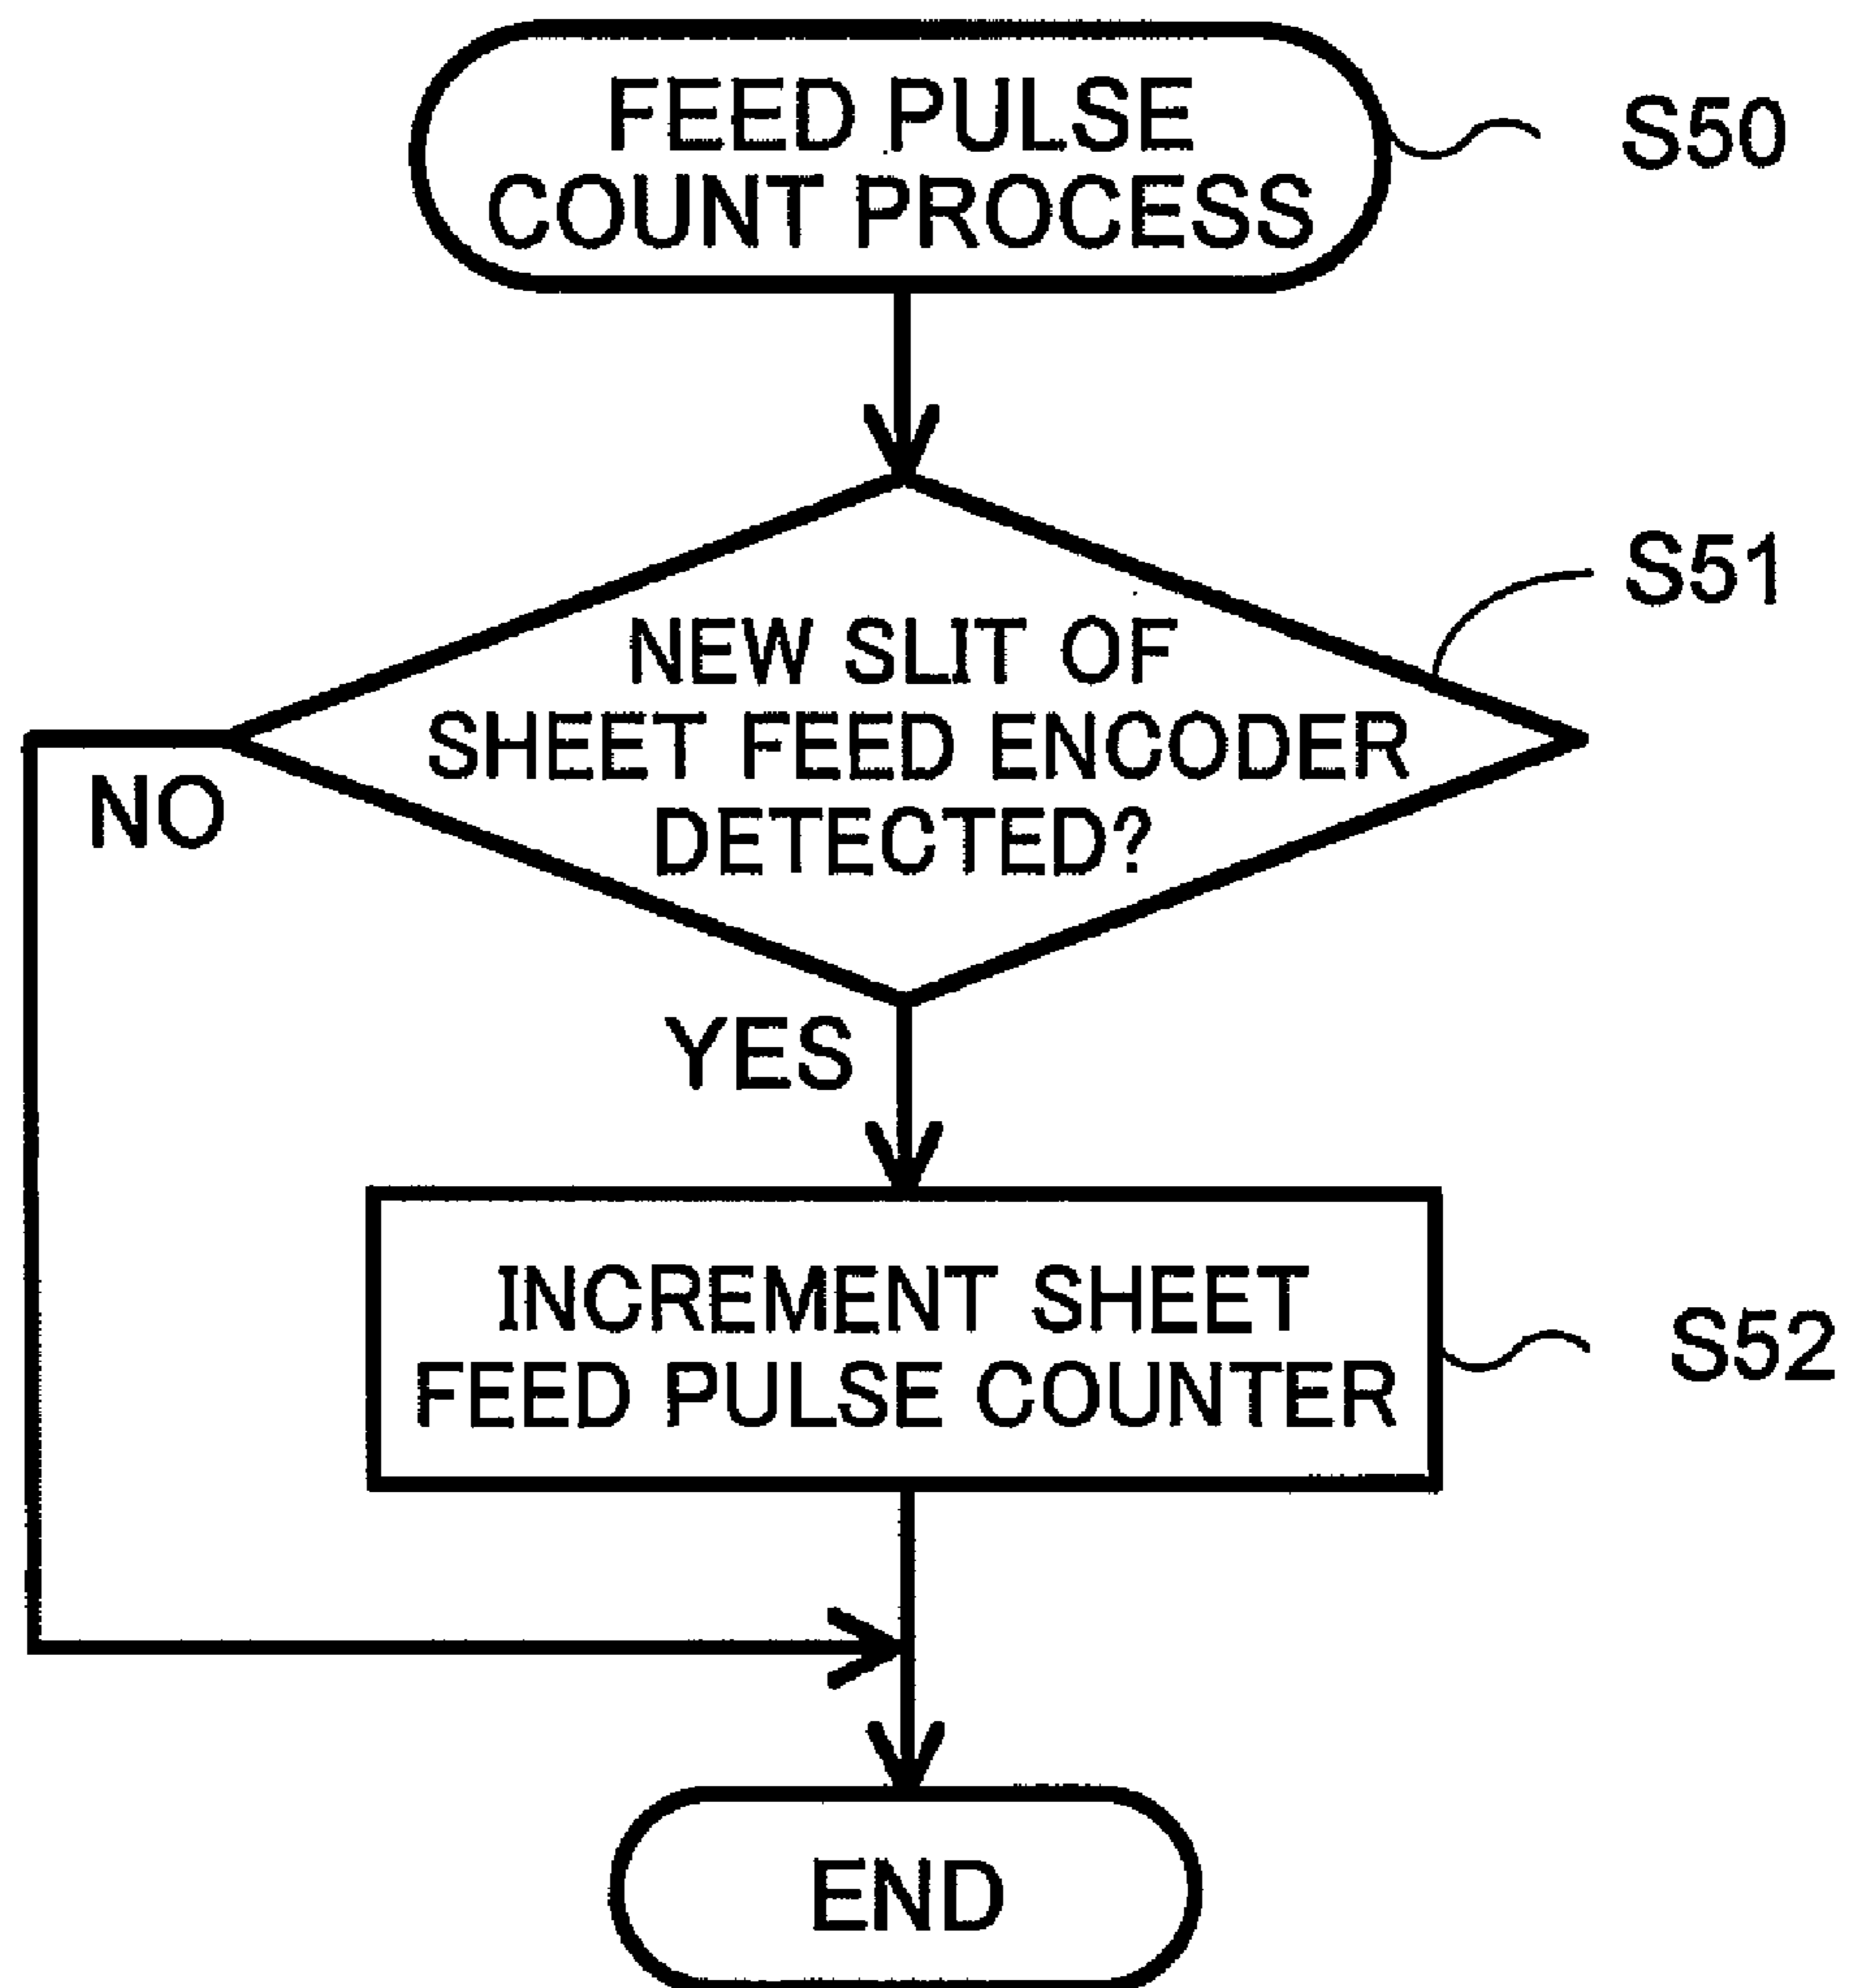 FEED PULSE
COUNT PROCESS
S50
NEW SLIT OF
SHEET FEED ENCODER
DETECTED?
S51
NO
YES
INCREMENT SHEET
FEED PULSE COUNTER
S52
END